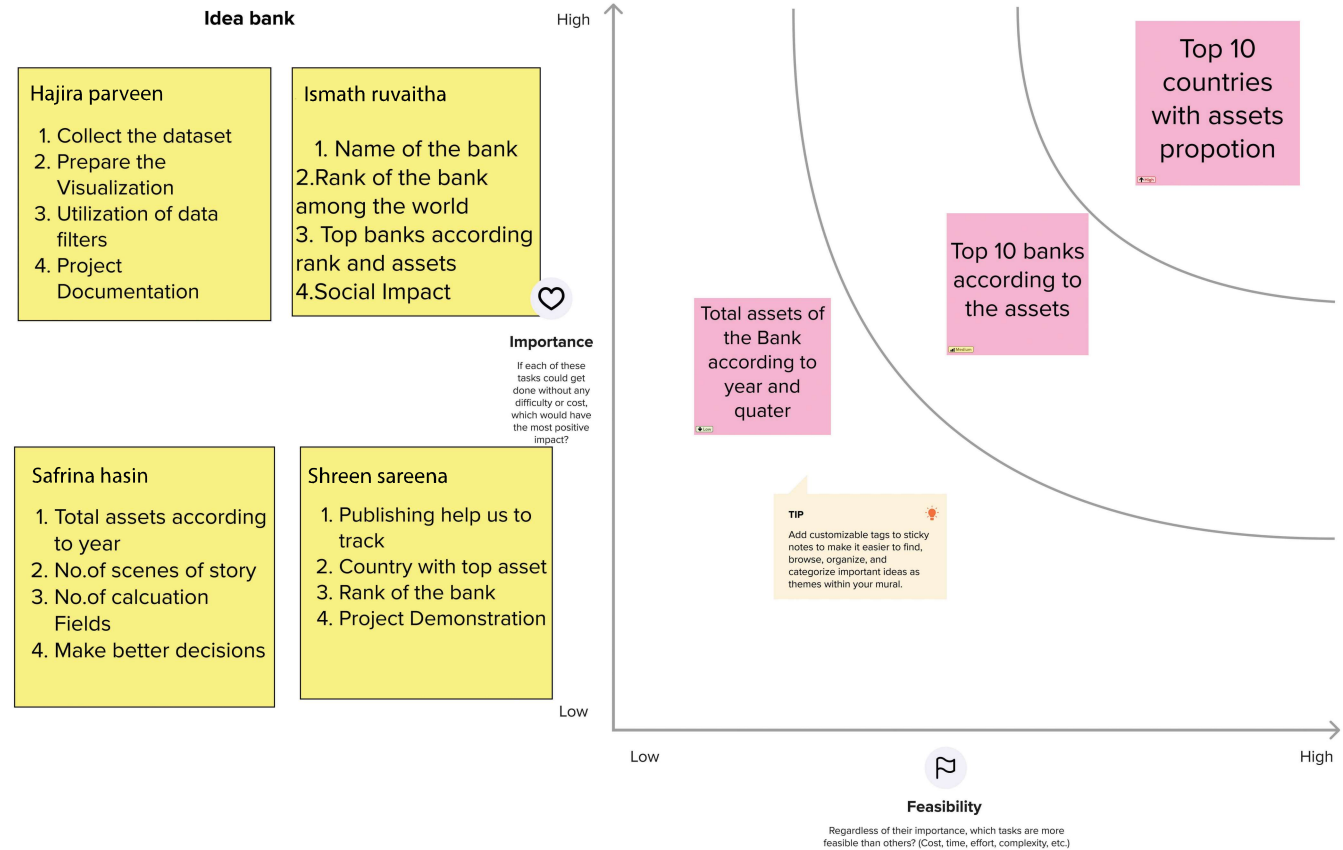 Idea bank
Hajira parveen
1. Collect the dataset
2. Prepare the
Visualization
3. Utilization of data
filters
4. Project
Documentation
Ismath ruvaitha
1. Name of the bank
2.Rank of the bank
among the world
3. Top banks according
rank and assets
4.Social Impact
Safrina hasin
1. Total assets according
to year
2. No.of scenes of story
3. No.of calcuation
Fields
4. Make better decisions
Shreen sareena
1. Publishing help us to
track
2. Country with top asset
3. Rank of the bank
4. Project Demonstration
High
Importance
If each of these
tasks could get
done without any
difficulty or cost,
which would have
the most positive
impact?
Low
Top 10
countries
with assets
propotion
High
Top 10 banks
according to
the assets
Medium
Total assets of
the Bank
according to
year and
quater
Low
TIP
Add customizable tags to sticky
notes to make it easier to find,
browse, organize, and
categorize important ideas as
themes within your mural.
Low
High
Feasibility
Regardless of their importance, which tasks are more
feasible than others? (Cost, time, effort, complexity, etc.)